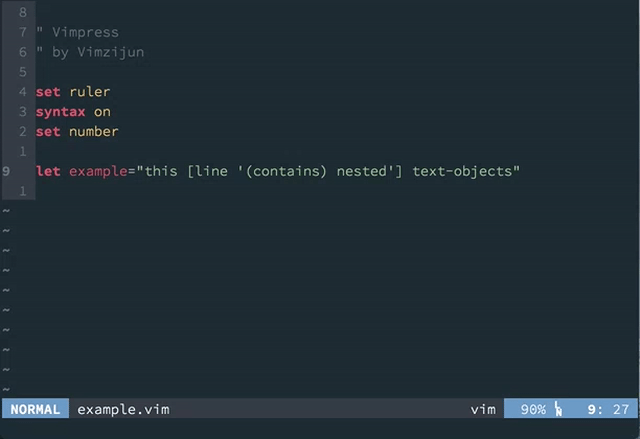 8
7 " Vimpress
6 " by Vimzijun
5
4 set ruler
3 syntax on
2 set number
1
9 let example="this [line '(contains) nested'] text-objects"
1
~
~
~
~
~
~
~
~
~
~
NORMAL example.vim vim 90% ␤ 9: 27